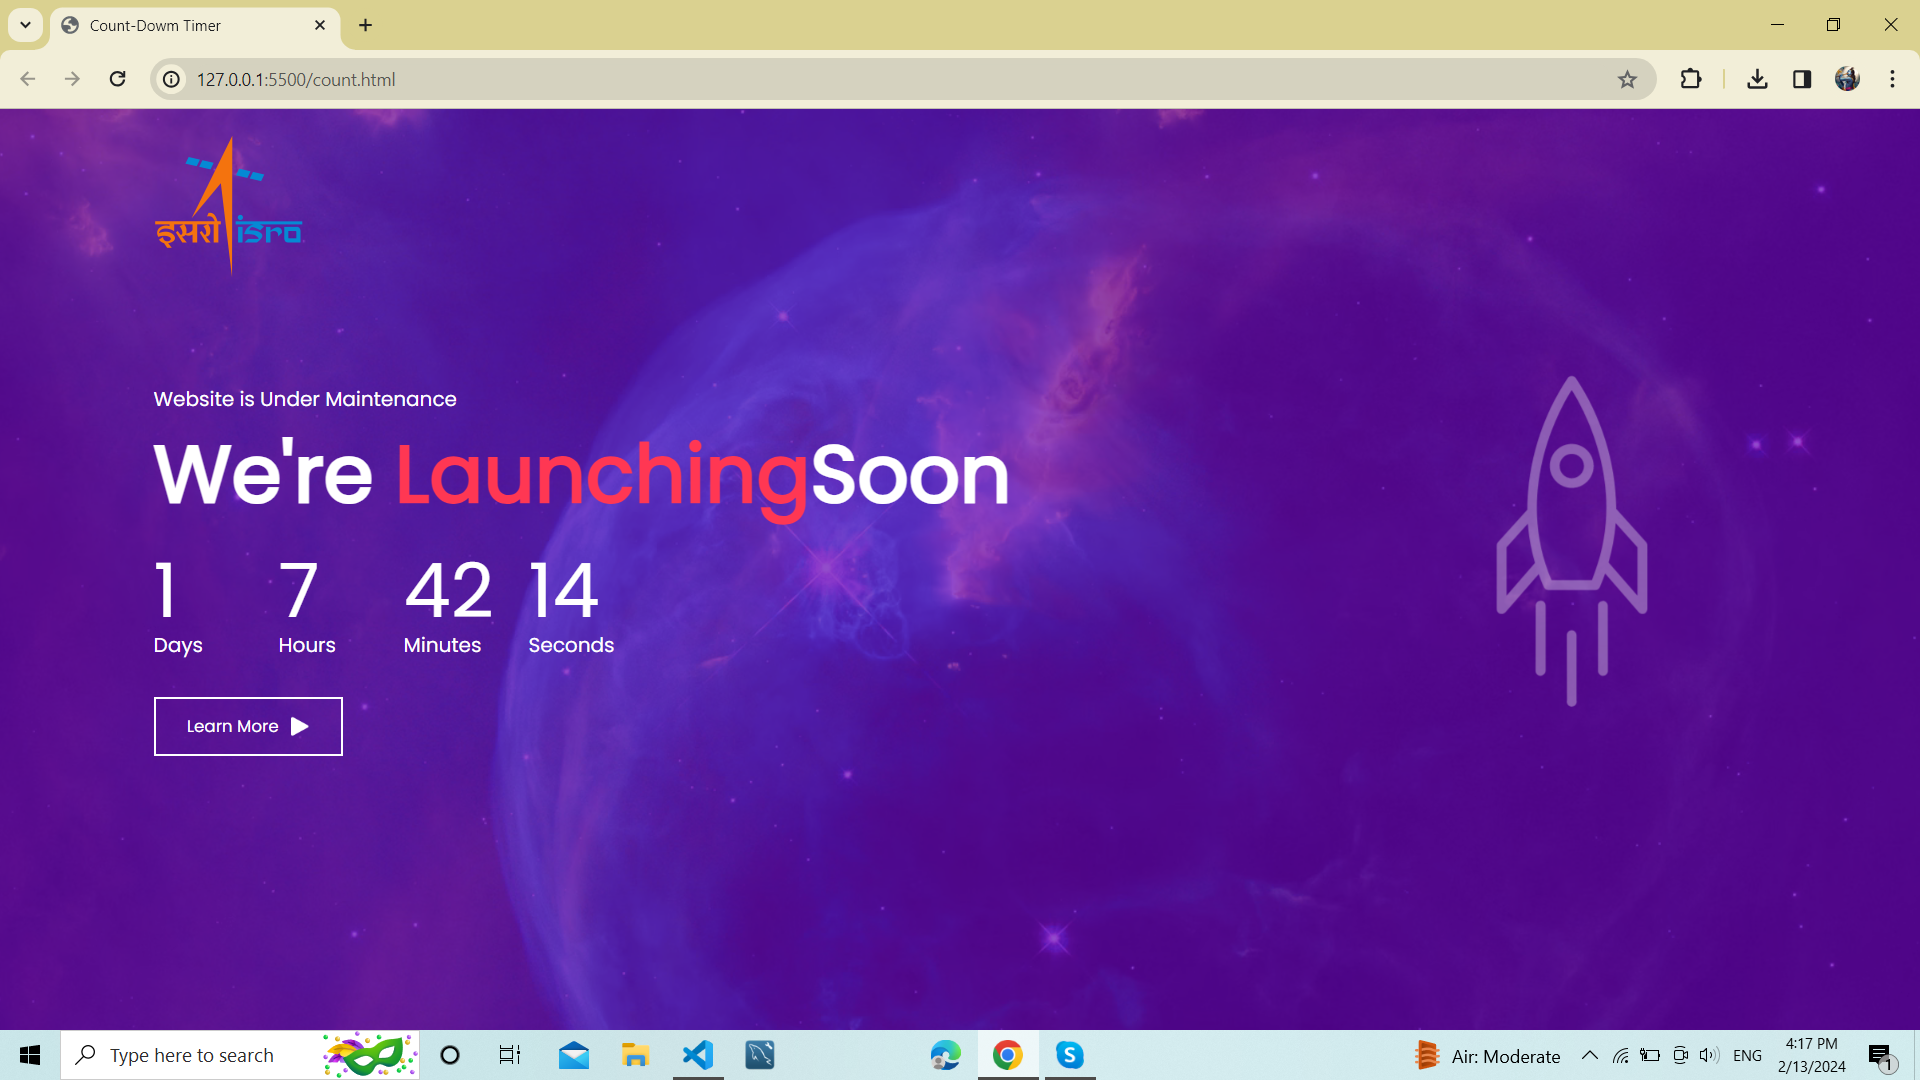 Count-Dowm Timer
127.0.0.1:5500/count.html
इसरो isro
Website is Under Maintenance
We're LaunchingSoon
1 7 42 14
Days Hours Minutes Seconds
Learn More
Type here to search
Air: Moderate
ENG
4:17 PM
2/13/2024
1